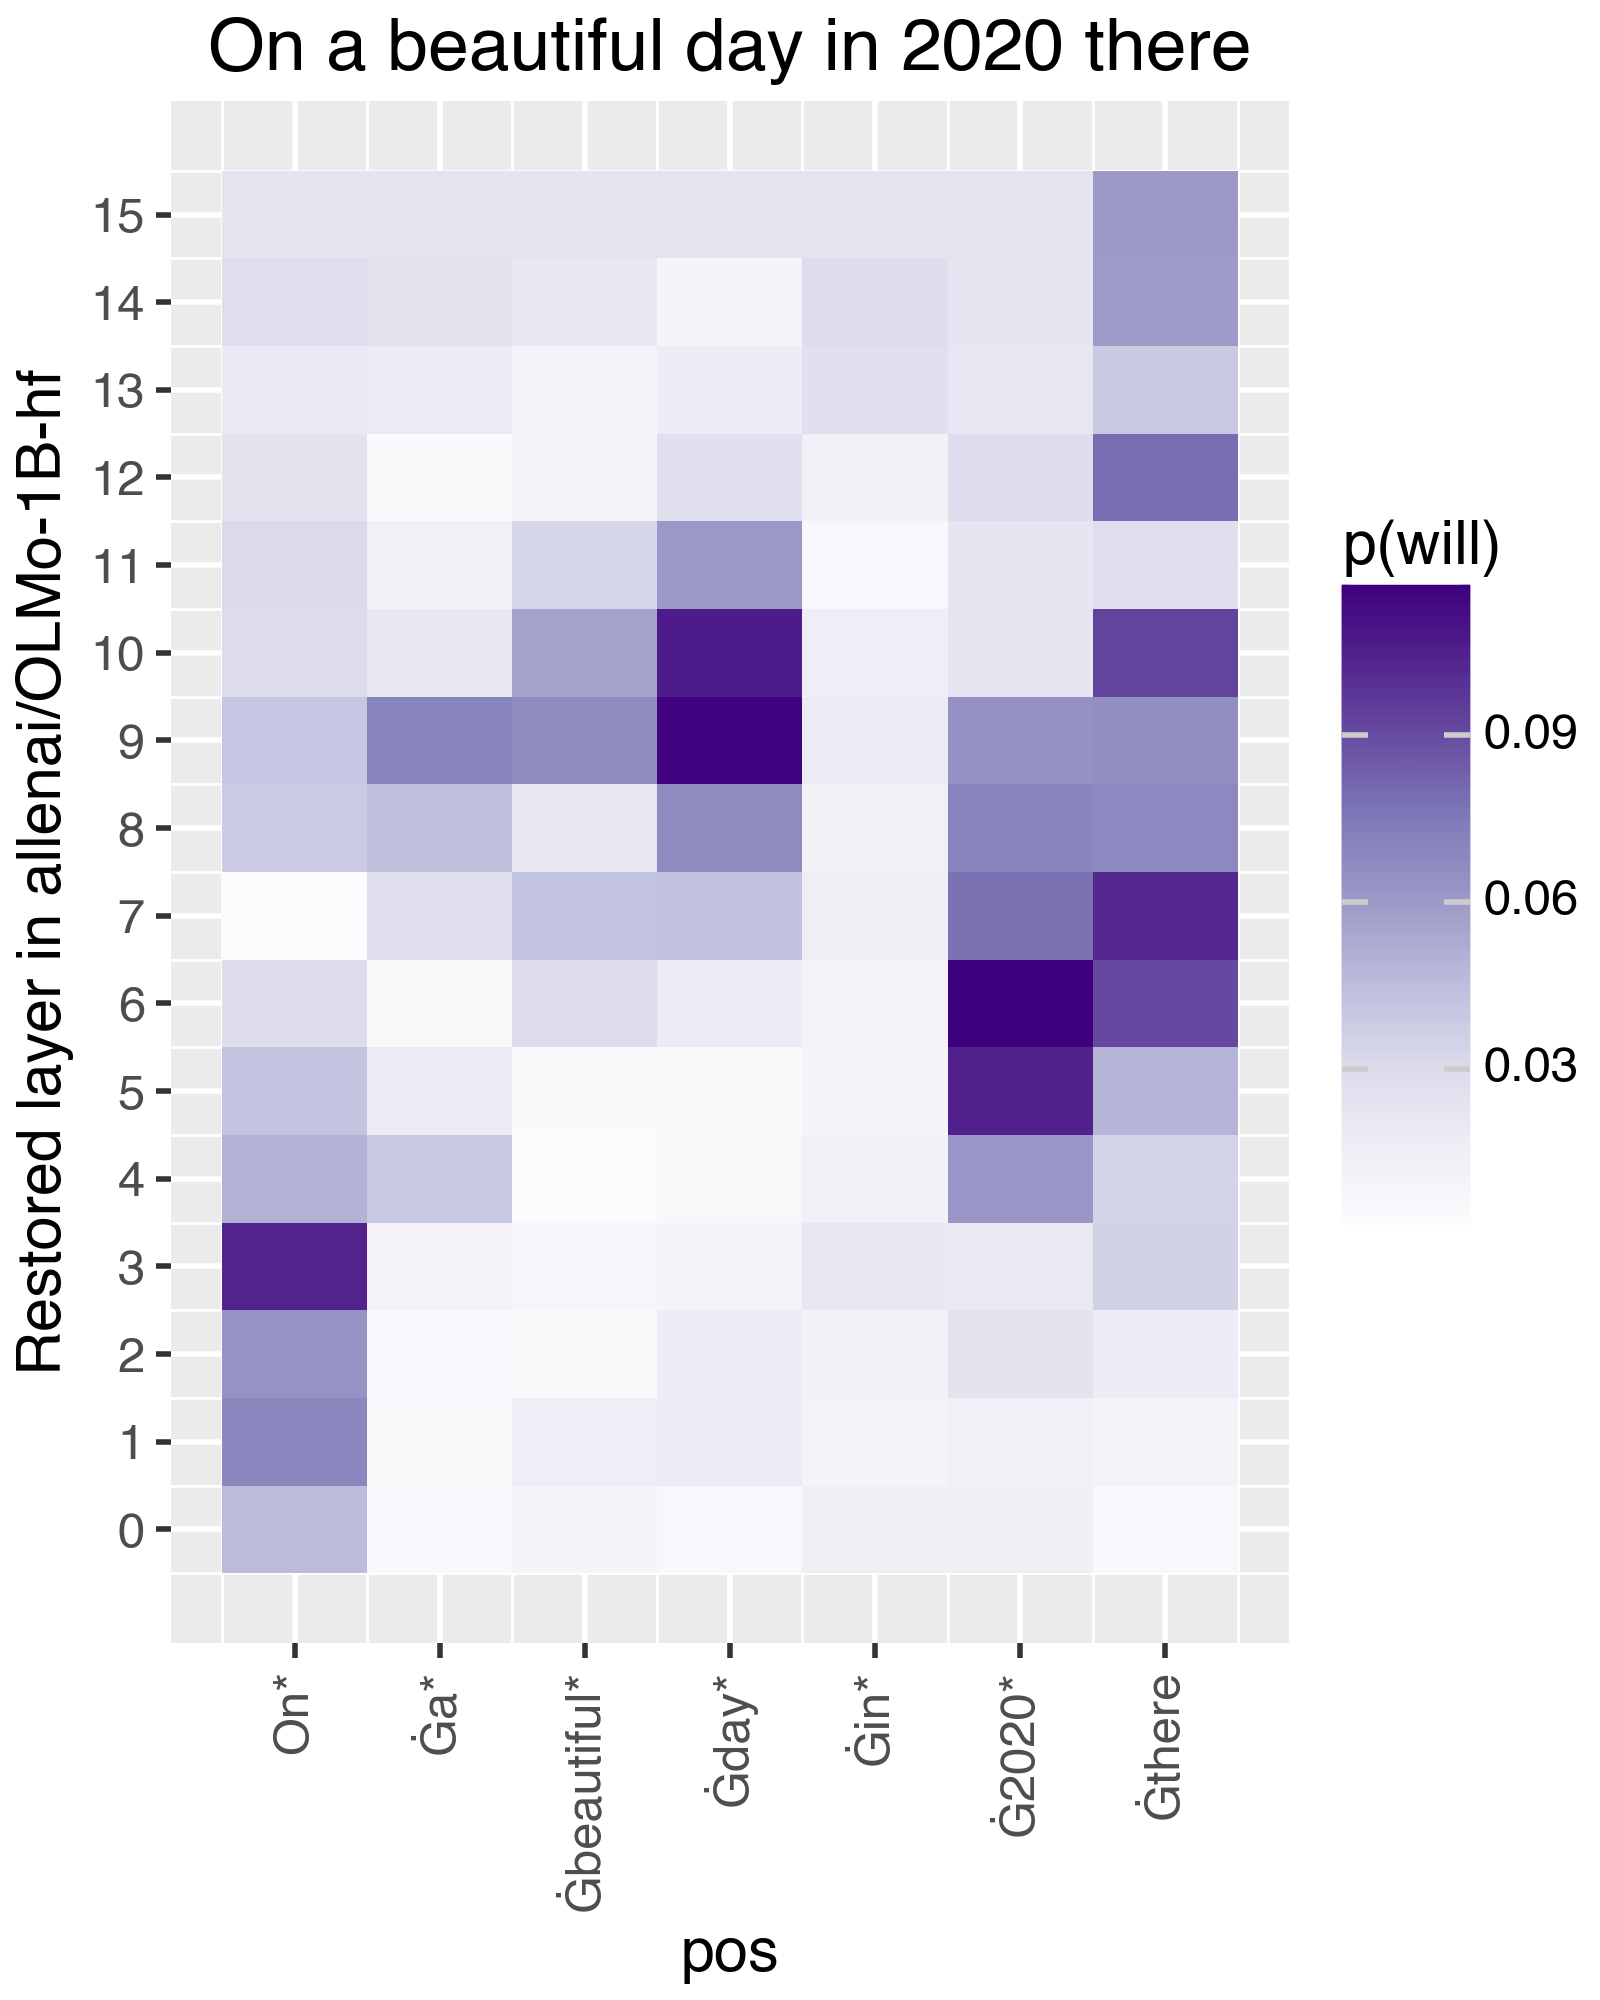 On a beautiful day in 2020 there
Restored layer in allenai/OLMo-1B-hf
15
14
13
12
11
10
9
8
7
6
5
4
3
2
1
0
On*
Ġa*
Ġbeautiful*
Ġday*
Ġin*
Ġ2020*
Ġthere
pos
p(will)
0.09
0.06
0.03